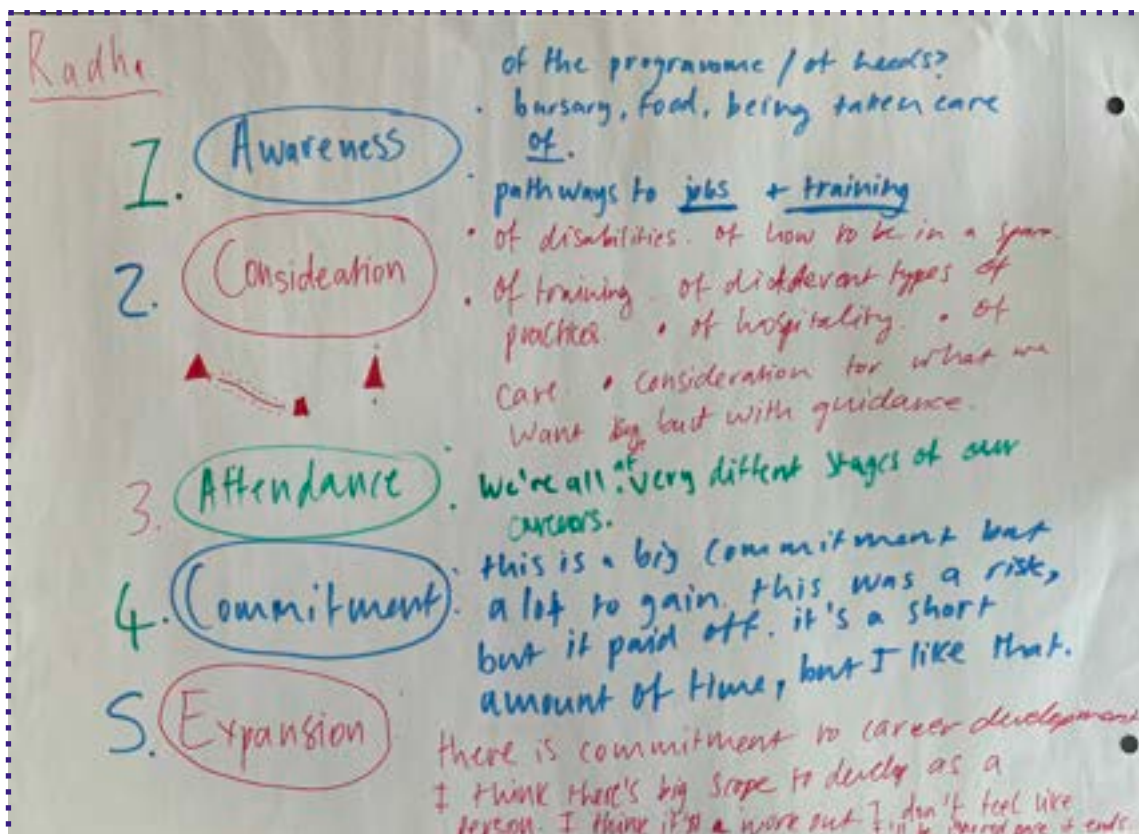 Radhi
of the programme / of needs?
1. Awareness
· bursary, food, being taken care
of.
· pathways to jobs + training
2. Consideation
• of disabilities. of how to be in a
• of training. of dickderent types of
practices • of hospitality. • of
care. • consideration for what we
want but with guidance.
3. Attendance
. We're all at very diffent stages of our
careers.
4. Commitment
. this is a big commitment but
a lot to gain. this was a risk,
but it paid off. it's a short
amount of time, but I like that.
5. Expansion
there is commitment to career development
I think there's big scope to develop as a
person. I think it's a work out I don't feel like
ends.